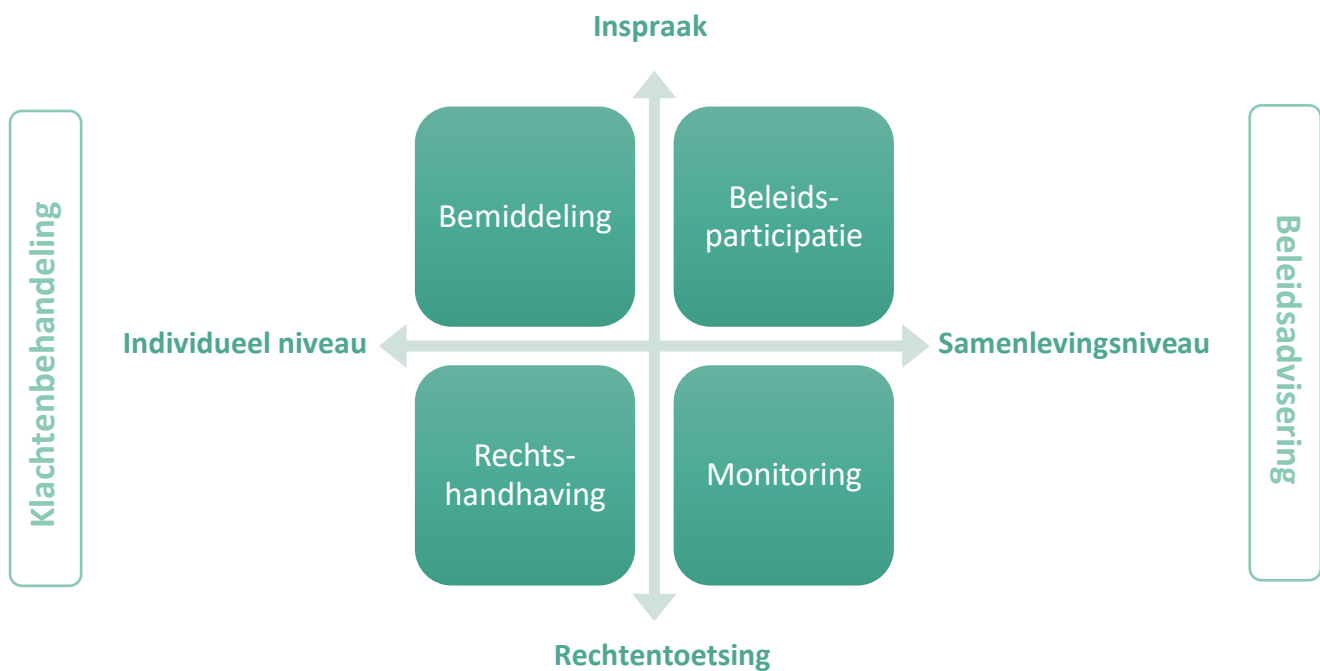 Inspraak
Klachtenbehandeling
Bemiddeling
Beleids-
participatie
Beleidsadvisering
Individueel niveau
Samenlevingsniveau
Rechts-
handhaving
Monitoring
Rechtentoetsing